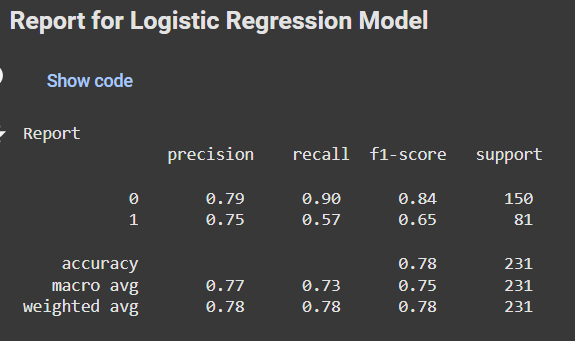 Report for Logistic Regression Model
Show code
Report
precision recall f1-score support
0 0.79 0.90 0.84 150
1 0.75 0.57 0.65 81
accuracy 0.78 231
macro avg 0.77 0.73 0.75 231
weighted avg 0.78 0.78 0.78 231